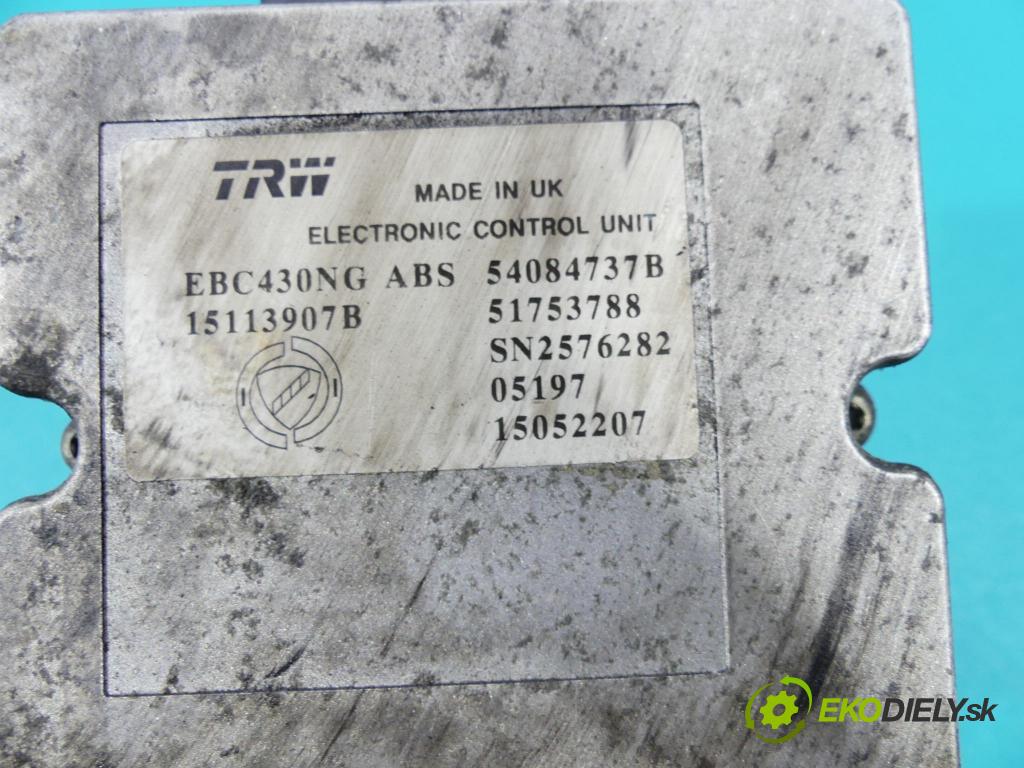 TRW
MADE IN UK
ELECTRONIC CONTROL UNIT
EBC430NG ABS 54084737B
15113907B 51753788
SN2576282
05197
15052207
EKODIELY.sk